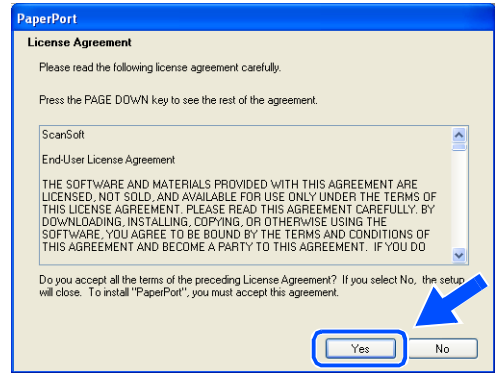 PaperPort
License Agreement
Please read the following license agreement carefully.
Press the PAGE DOWN key to see the rest of the agreement.
ScanSoft
End-User License Agreement
THE SOFTWARE AND MATERIALS PROVIDED WITH THIS AGREEMENT ARE
LICENSED, NOT SOLD, AND AVAILABLE FOR USE ONLY UNDER THE TERMS OF
THIS LICENSE AGREEMENT. PLEASE READ THIS AGREEMENT CAREFULLY. BY
DOWNLOADING, INSTALLING, COPYING, OR OTHERWISE USING THE
SOFTWARE, YOU AGREE TO BE BOUND BY THE TERMS AND CONDITIONS OF
THIS AGREEMENT AND BECOME A PARTY TO THIS AGREEMENT. IF YOU DO
Do you accept all the terms of the preceding License Agreement? If you select No, the setup
will close. To install "PaperPort", you must accept this agreement.
Yes No